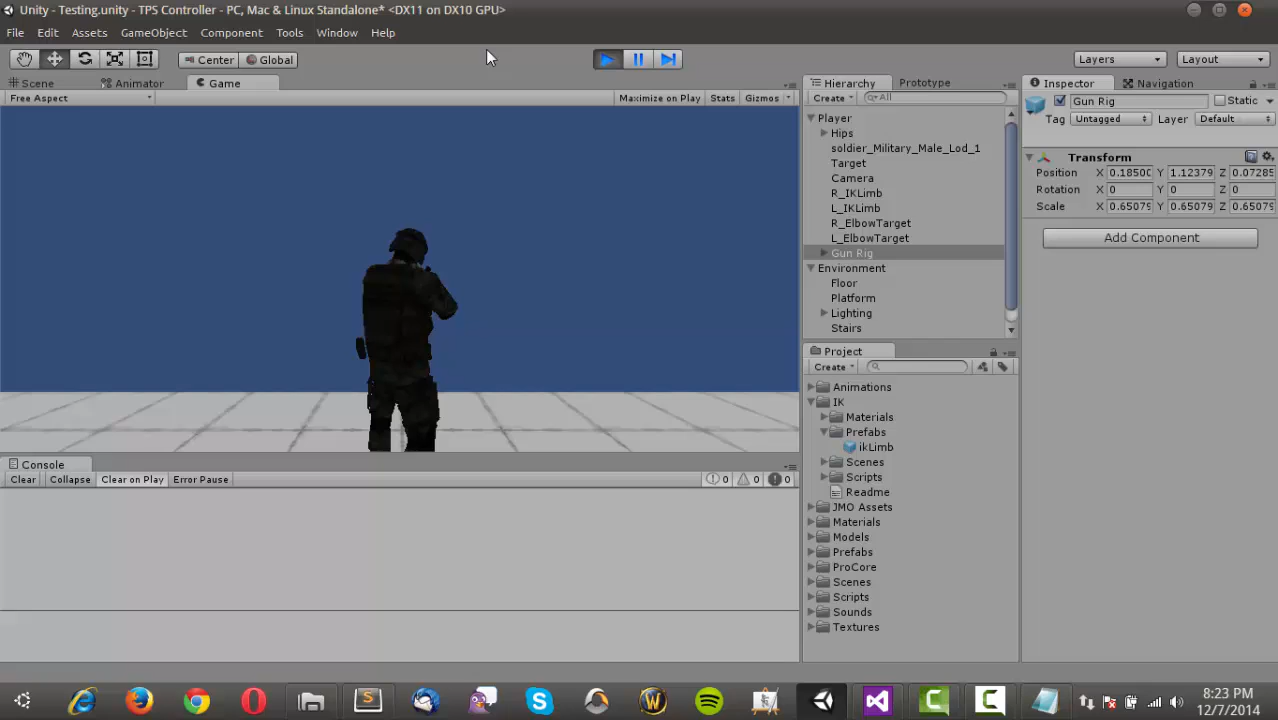 Unity - Testing.unity - TPS Controller - PC, Mac & Linux Standalone* <DX11 on DX10 GPU>
File Edit Assets GameObject Component Tools Window Help
Center Global Layers Layout
Scene Animator Game
Free Aspect Maximize on Play Stats Gizmos
Hierarchy Prototype
Create All
Player
Hips
soldier_Military_Male_Lod_1
Target
Camera
R_IKLimb
L_IKLimb
R_ElbowTarget
L_ElbowTarget
Gun Rig
Environment
Floor
Platform
Lighting
Stairs
Inspector Navigation
Gun Rig Static
Tag Untagged Layer Default
Transform
Position X 0.1850 Y 1.12379 Z 0.07285
Rotation X 0 Y 0 Z 0
Scale X 0.65079 Y 0.65079 Z 0.65079
Add Component
Project
Create
Animations
IK
Materials
Prefabs
ikLimb
Scenes
Scripts
Readme
JMO Assets
Materials
Models
Prefabs
ProCore
Scenes
Scripts
Sounds
Textures
Console
Clear Collapse Clear on Play Error Pause 0 0 0
8:23 PM
12/7/2014